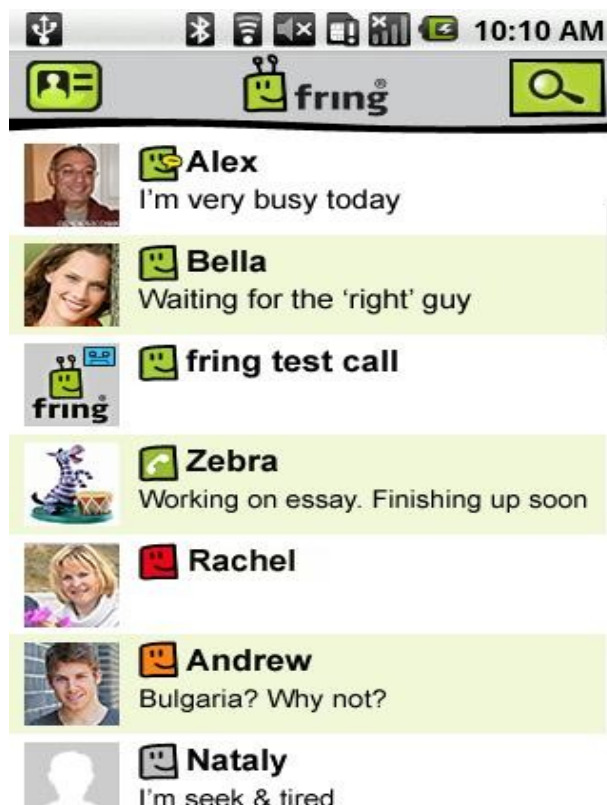 10:10 AM
fring®
Alex
I'm very busy today
Bella
Waiting for the ‘right’ guy
fring
fring test call
Zebra
Working on essay. Finishing up soon
Rachel
Andrew
Bulgaria? Why not?
Nataly
I'm seek & tired